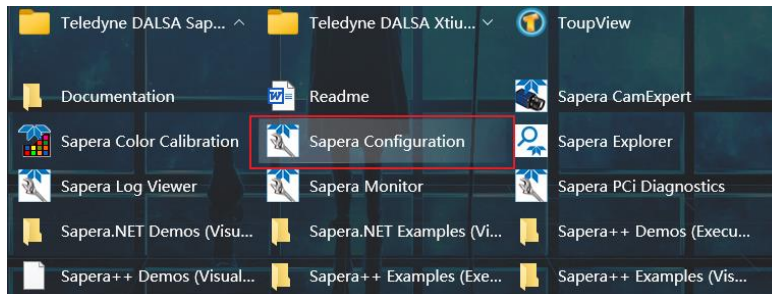 Teledyne DALSA Sap...
Teledyne DALSA Xtiu...
ToupView
Documentation
Readme
Sapera CamExpert
Sapera Color Calibration
Sapera Configuration
Sapera Explorer
Sapera Log Viewer
Sapera Monitor
Sapera PCi Diagnostics
Sapera.NET Demos (Visu...
Sapera.NET Examples (Vi...
Sapera++ Demos (Execu...
Sapera++ Demos (Visual...
Sapera++ Examples (Exe...
Sapera++ Examples (Vis...